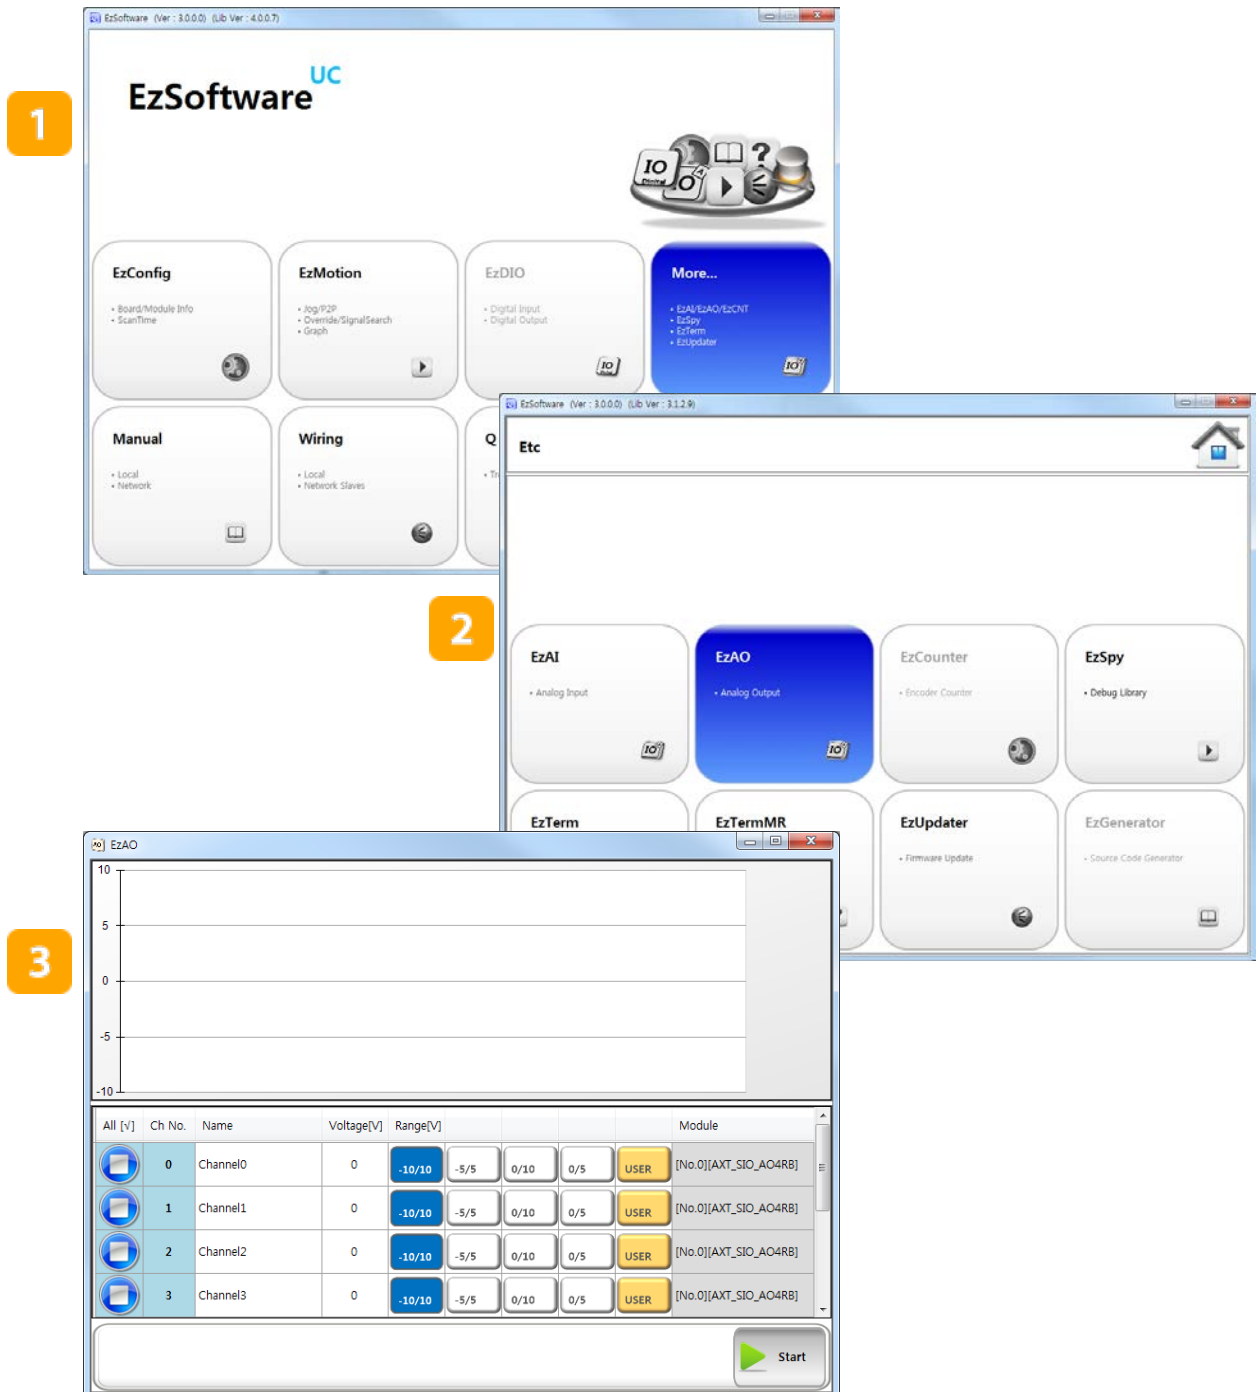 EzSoftware (Ver : 3.0.0.0) (Lib Ver : 4.0.0.7)
EzSoftware UC
1
IO
Digital
IO
A
?
EzConfig
• Board/Module Info
• ScanTime
EzMotion
• Jog/P2P
• Override/SignalSearch
• Graph
EzDIO
• Digital Input
• Digital Output
IO
More...
• EzAI/EzAO/EzCNT
• EzSpy
• EzTerm
• EzUpdater
IO
Manual
• Local
• Network
Wiring
• Local
• Network Slaves
Q
• Tr
2
EzSoftware (Ver : 3.0.0.0) (Lib Ver : 3.1.2.9)
Etc
EzAI
• Analog Input
IO
EzAO
• Analog Output
IO
EzCounter
• Encoder Counter
EzSpy
• Debug Library
EzTerm
EzTermMR
EzUpdater
• Firmware Update
EzGenerator
• Source Code Generator
3
EzAO
10
5
0
-5
-10
All [√] Ch No. Name Voltage[V] Range[V] Module
0 Channel0 0 -10/10 -5/5 0/10 0/5 USER [No.0][AXT_SIO_AO4RB]
1 Channel1 0 -10/10 -5/5 0/10 0/5 USER [No.0][AXT_SIO_AO4RB]
2 Channel2 0 -10/10 -5/5 0/10 0/5 USER [No.0][AXT_SIO_AO4RB]
3 Channel3 0 -10/10 -5/5 0/10 0/5 USER [No.0][AXT_SIO_AO4RB]
Start